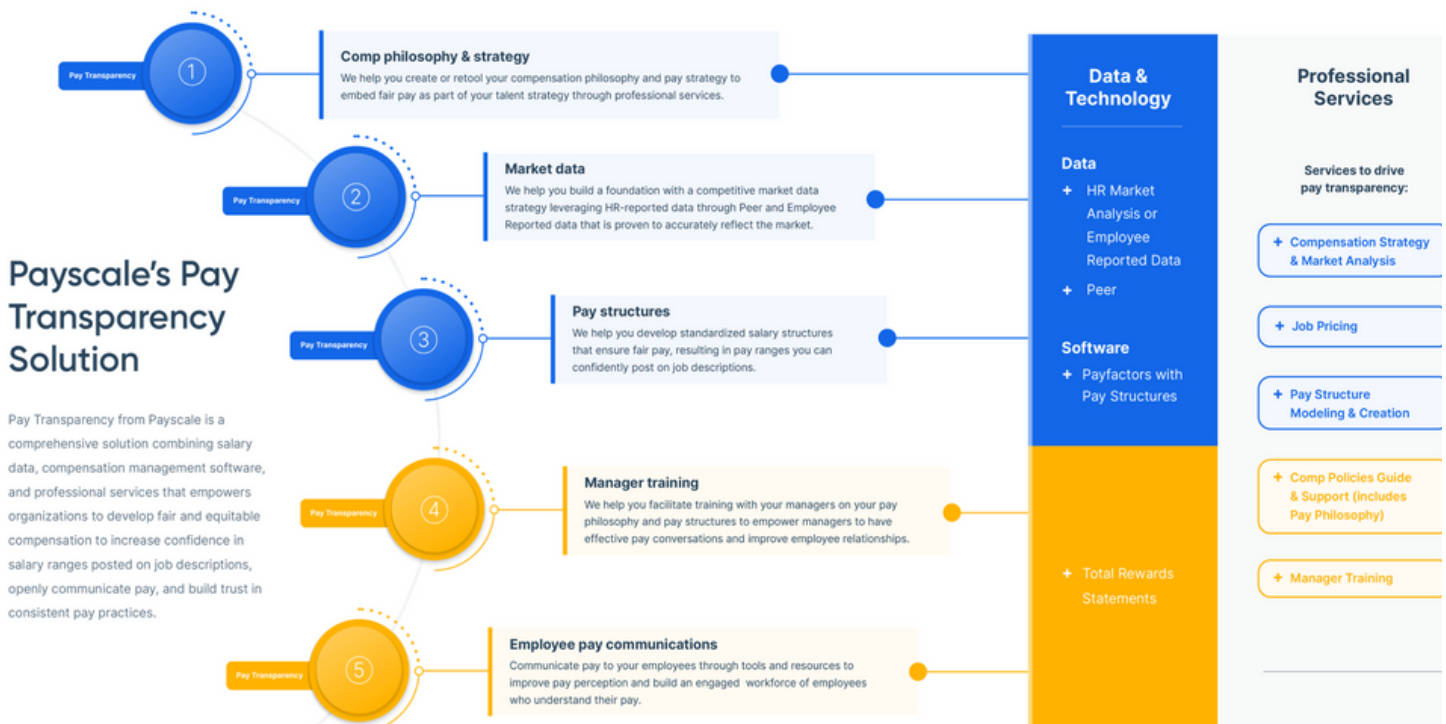 Payscale's Pay
Transparency
Solution
Pay Transparency from Payscale is a
comprehensive solution combining salary
data, compensation management software,
and professional services that empowers
organizations to develop fair and equitable
compensation to increase confidence in
salary ranges posted on job descriptions,
openly communicate pay, and build trust in
consistent pay practices.
Pay Transparency
1
Comp philosophy & strategy
We help you create or retool your compensation philosophy and pay strategy to
embed fair pay as part of your talent strategy through professional services.
Pay Transparency
2
Market data
We help you build a foundation with a competitive market data
strategy leveraging HR-reported data through Peer and Employee
Reported data that is proven to accurately reflect the market.
Pay Transparency
3
Pay structures
We help you develop standardized salary structures
that ensure fair pay, resulting in pay ranges you can
confidently post on job descriptions.
Pay Transparency
4
Manager training
We help you facilitate training with your managers on your pay
philosophy and pay structures to empower managers to have
effective pay conversations and improve employee relationships.
Pay Transparency
5
Employee pay communications
Communicate pay to your employees through tools and resources to
improve pay perception and build an engaged workforce of employees
who understand their pay.
Data &
Technology
Data
+ HR Market
Analysis or
Employee
Reported Data
+ Peer
Software
+ Payfactors with
Pay Structures
+ Total Rewards
Statements
Professional
Services
Services to drive
pay transparency:
+ Compensation Strategy
& Market Analysis
+ Job Pricing
+ Pay Structure
Modeling & Creation
+ Comp Policies Guide
& Support (includes
Pay Philosophy)
+ Manager Training